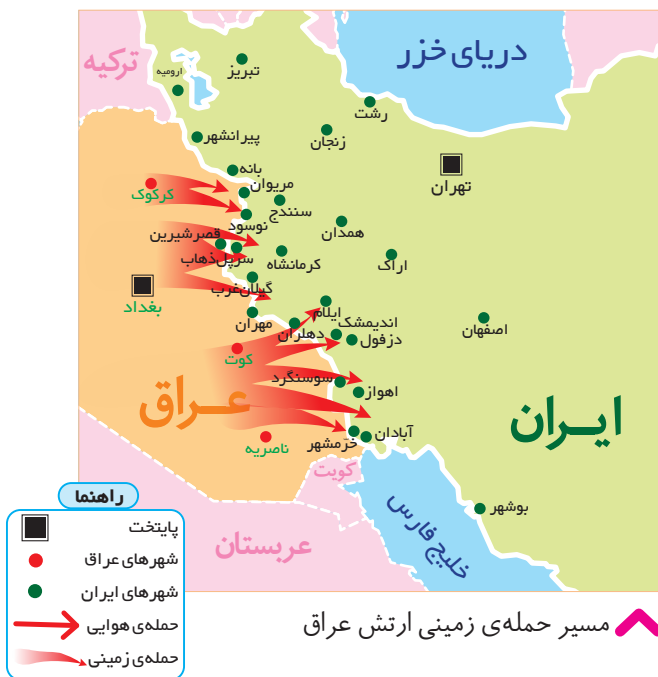 ترکیه
دریای خزر
ارومیه
تبریز
رشت
پیرانشهر
زنجان
بانه
تهران
مریوان
کرکوک
سنندج
نوسود
همدان
قصرشیرین
سرپل‌ذهاب
کرمانشاه
اراک
گیلان‌غرب
بغداد
ایلام
مهران
دهلران
اندیمشک
دزفول
اصفهان
کوت
سوسنگرد
اهواز
عراق
ایران
آبادان
خرّمشهر
ناصریه
کویت
خلیج فارس
بوشهر
عربستان
راهنما
پایتخت
شهرهای عراق
شهرهای ایران
حمله‌ی هوایی
حمله‌ی زمینی
مسیر حمله‌ی زمینی ارتش عراق